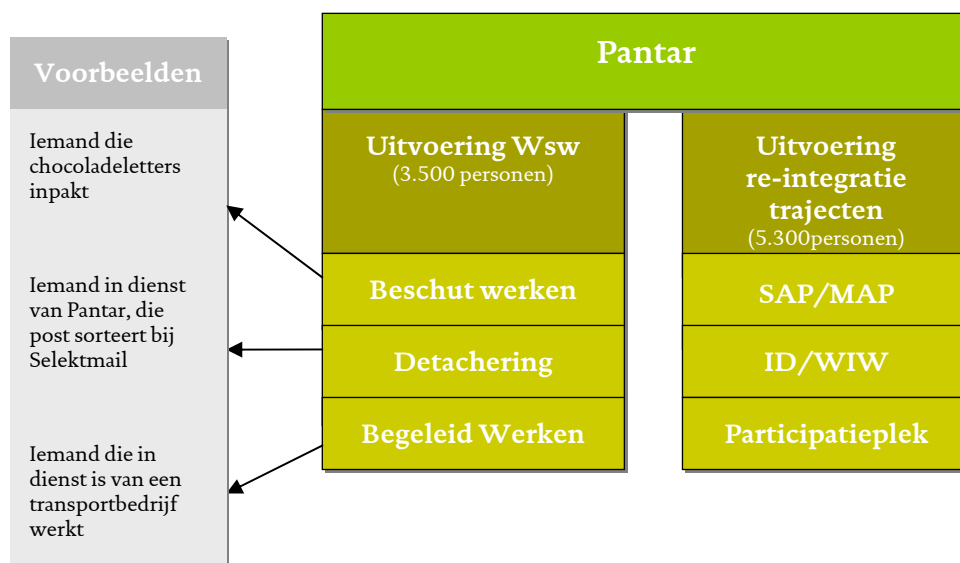 Voorbeelden
Iemand die
chocoladeletters
inpakt
Iemand in dienst
van Pantar, die
post sorteert bij
Selektmail
Iemand die in
dienst is van een
transportbedrijf
werkt
Pantar
Uitvoering Wsw
(3.500 personen)
Beschut werken
Detachering
Begeleid Werken
Uitvoering
re-integratie
trajecten
(5.300personen)
SAP/MAP
ID/WIW
Participatieplek